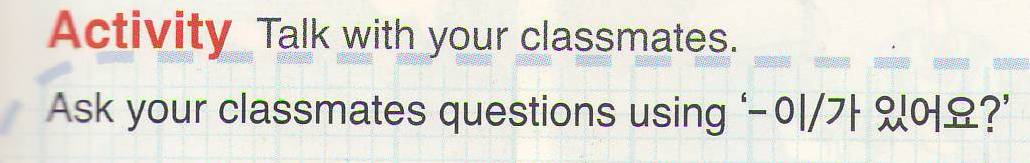 Activity Talk with your classmates.
Ask your classmates questions using ‘-이/가 있어요?’